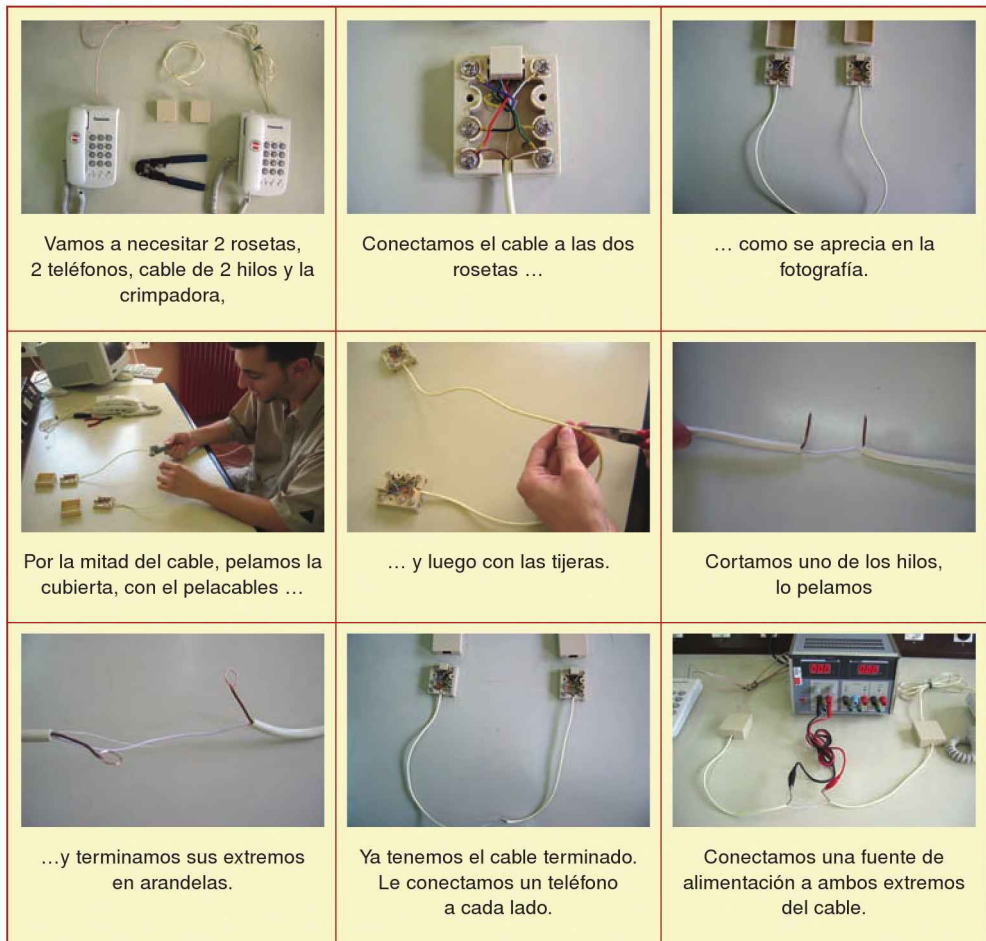 Vamos a necesitar 2 rosetas,
2 teléfonos, cable de 2 hilos y la
crimpadora,
Conectamos el cable a las dos
rosetas …
… como se aprecia en la
fotografía.
Por la mitad del cable, pelamos la
cubierta, con el pelacables …
… y luego con las tijeras.
Cortamos uno de los hilos,
lo pelamos
…y terminamos sus extremos
en arandelas.
Ya tenemos el cable terminado.
Le conectamos un teléfono
a cada lado.
Conectamos una fuente de
alimentación a ambos extremos
del cable.